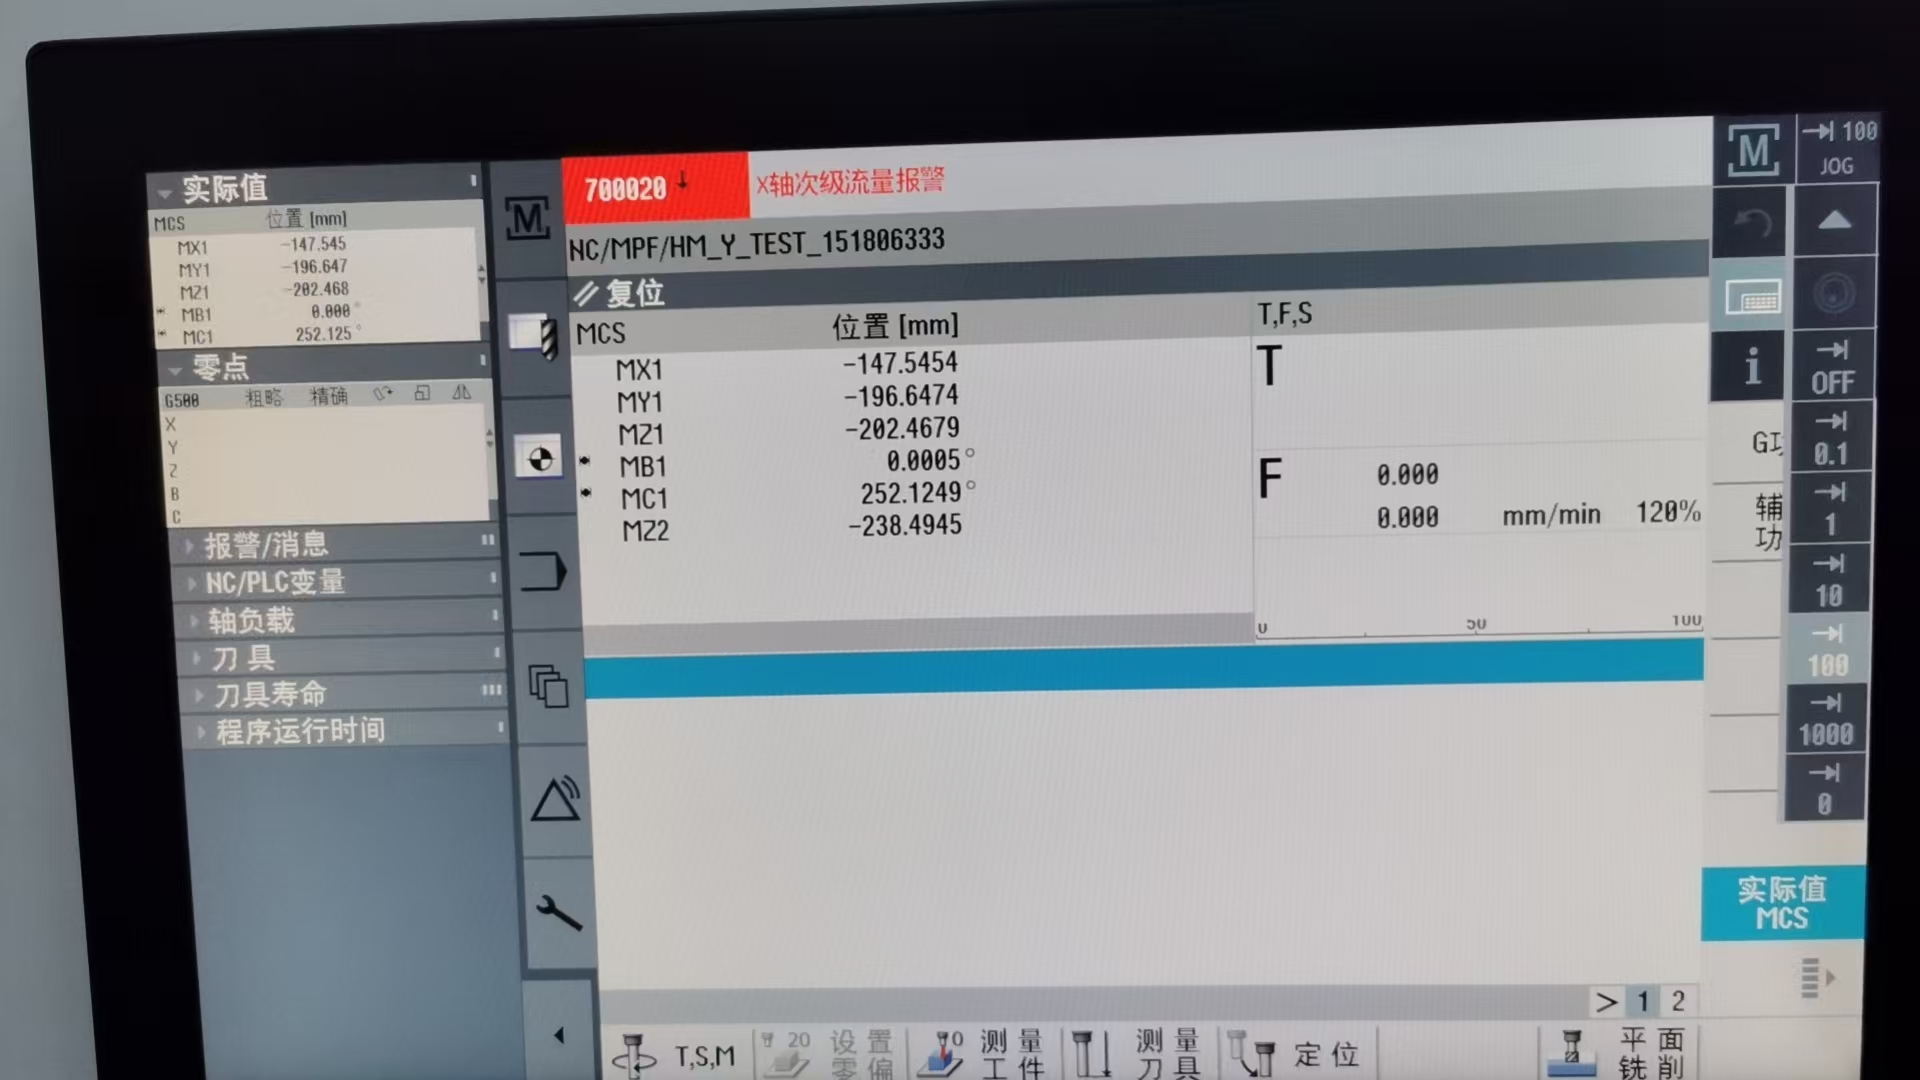 实际值
MCS 位置 [mm]
MX1 -147.545
MY1 -196.647
MZ1 -202.468
MB1 0.000°
MC1 252.125°
零点
G500 粗略 精确
X
Y
Z
B
C
报警/消息
NC/PLC变量
轴负载
刀具
刀具寿命
程序运行时间
M
700020 ↓ X轴次级流量报警
NC/MPF/HM_Y_TEST_151806333
复位
MCS 位置 [mm]
MX1 -147.5454
MY1 -196.6474
MZ1 -202.4679
MB1 0.0005°
MC1 252.1249°
MZ2 -238.4945
T,F,S
T
F 0.000
0.000 mm/min 120%
0 50 100
M
→| 100
JOG
i
→|
OFF
G功
→|
0.1
辅
功
→|
1
→|
10
→|
100
→|
1000
→|
0
实际值
MCS
> 1 2
T,S,M
20 设置
零偏
0 测量
工件
测量
刀具
定位
平面
铣削